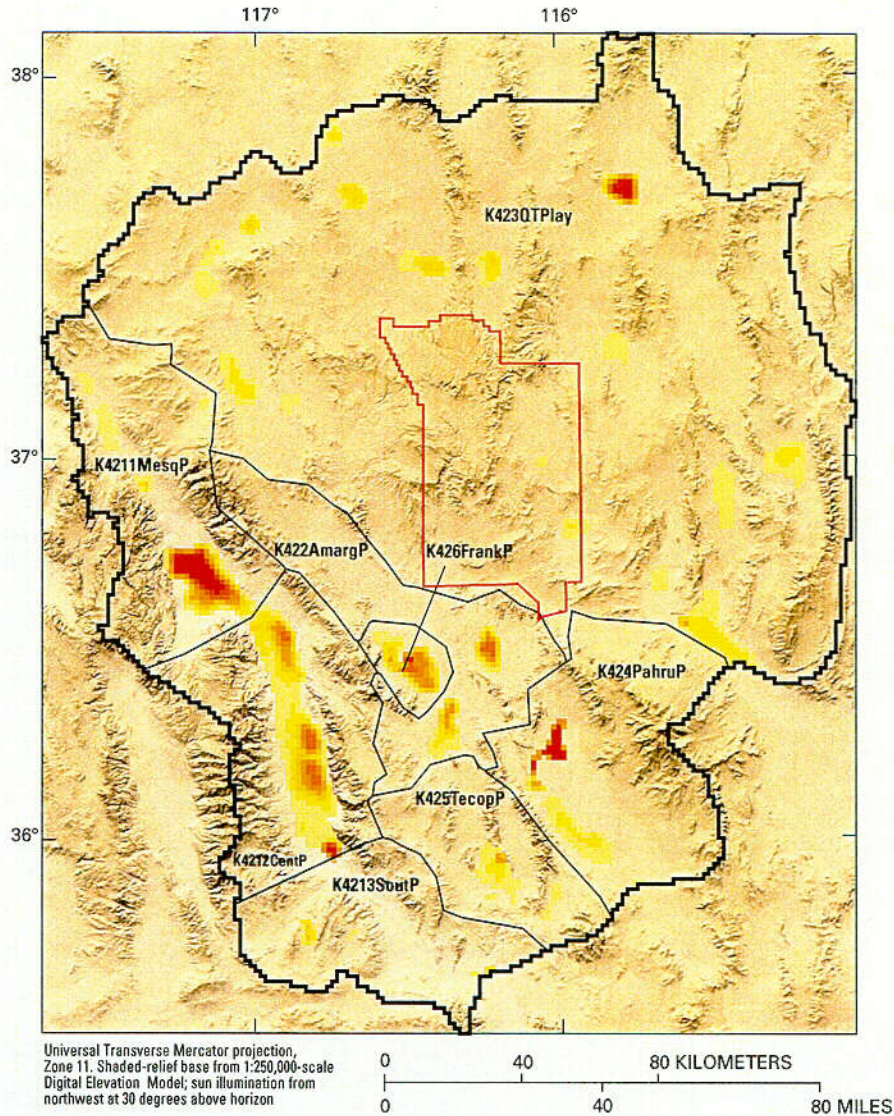 117°
116°
38°
K423QTPlay
37°
K4211MesqP
K422AmargP
K426FrankP
K424PahruP
K425TecopP
36°
K4212CentP
K4213SoutP
Universal Transverse Mercator projection,
Zone 11. Shaded-relief base from 1:250,000-scale
Digital Elevation Model; sun illumination from
northwest at 30 degrees above horizon
0 40 80 KILOMETERS
0 40 80 MILES